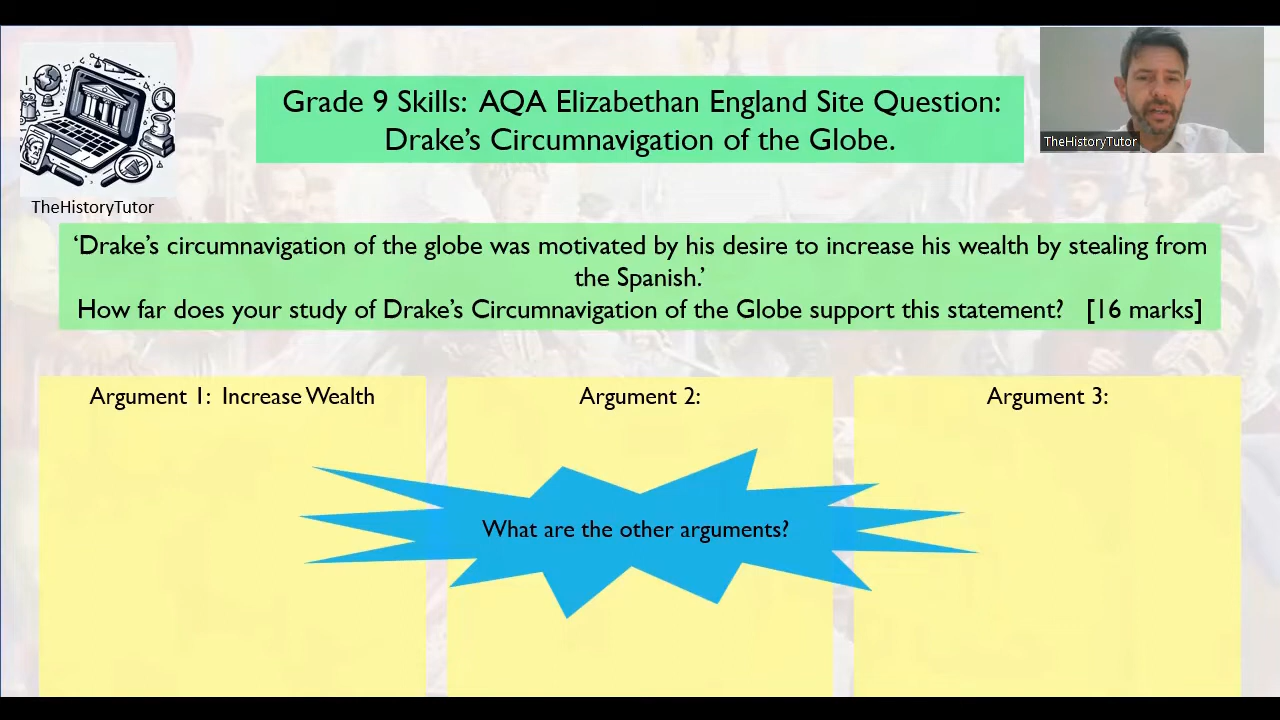 Grade 9 Skills: AQA Elizabethan England Site Question:
Drake's Circumnavigation of the Globe.
TheHistoryTutor
TheHistoryTutor
‘Drake's circumnavigation of the globe was motivated by his desire to increase his wealth by stealing from
the Spanish.’
How far does your study of Drake's Circumnavigation of the Globe support this statement? [16 marks]
Argument 1: Increase Wealth
Argument 2:
Argument 3:
What are the other arguments?